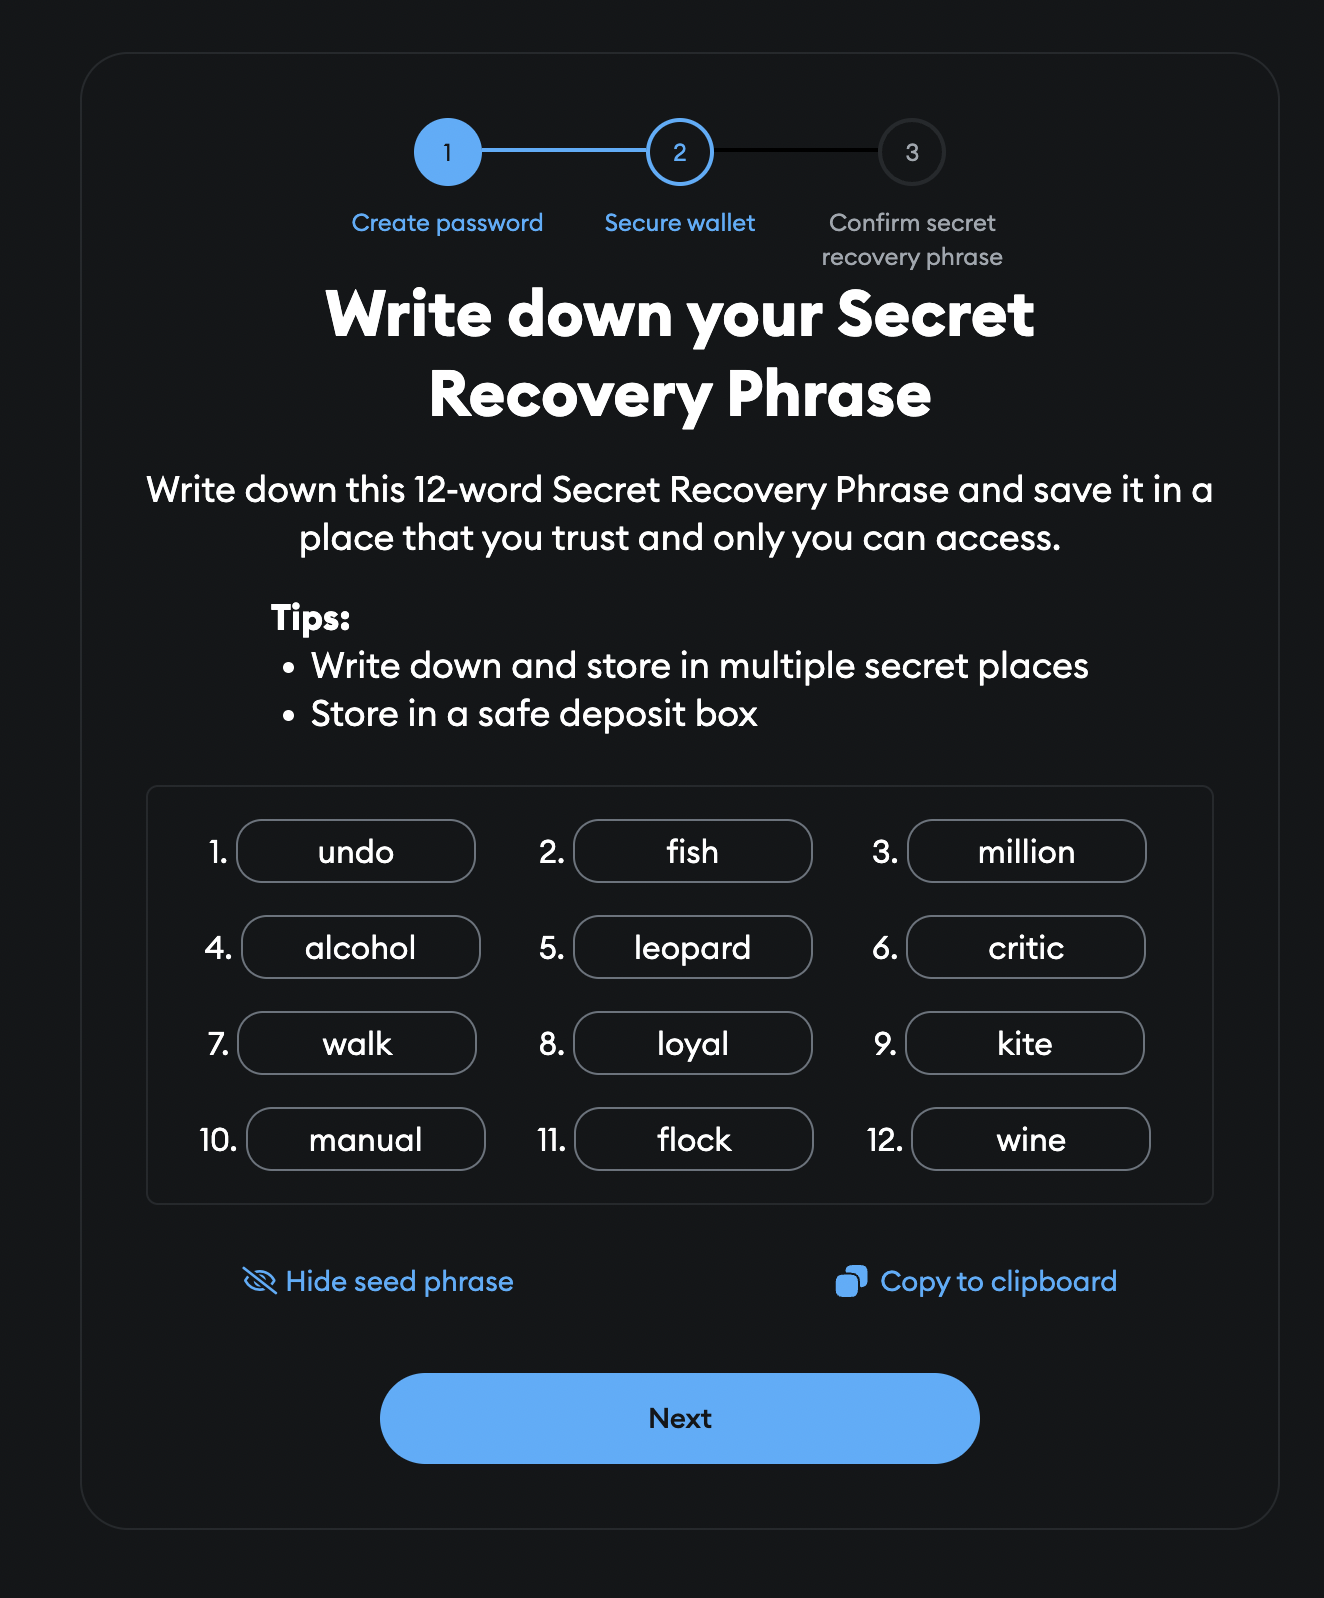 1
2
3
Create password
Secure wallet
Confirm secret
recovery phrase
Write down your Secret
Recovery Phrase
Write down this 12-word Secret Recovery Phrase and save it in a
place that you trust and only you can access.
Tips:
• Write down and store in multiple secret places
• Store in a safe deposit box
1. undo 2. fish 3. million
4. alcohol 5. leopard 6. critic
7. walk 8. loyal 9. kite
10. manual 11. flock 12. wine
Hide seed phrase Copy to clipboard
Next